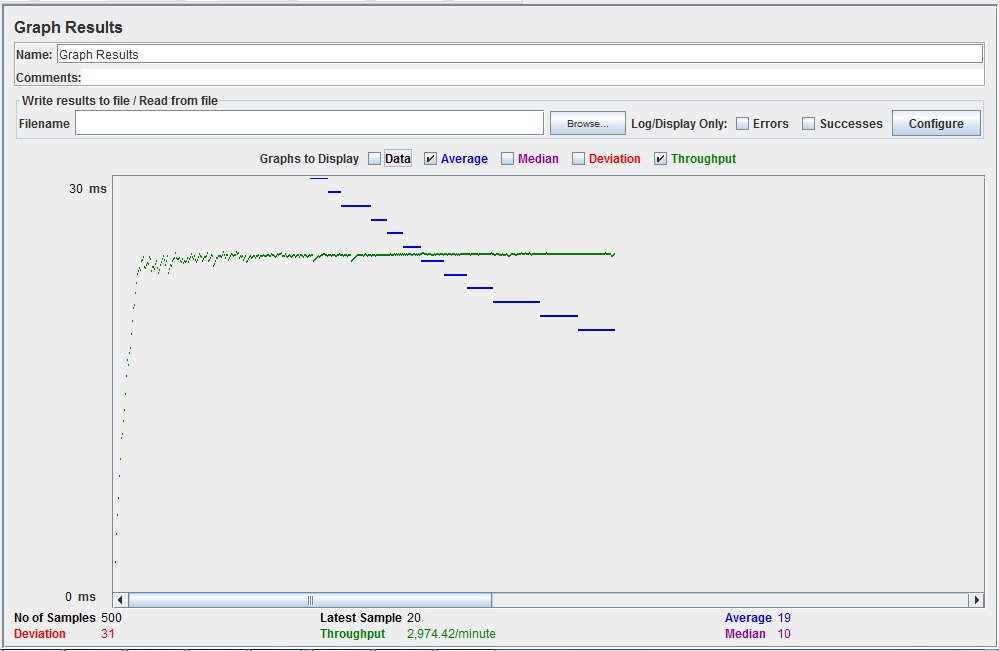 Graph Results
Name: Graph Results
Comments:
Write results to file / Read from file
Filename Browse... Log/Display Only: Errors Successes Configure
Graphs to Display Data Average Median Deviation Throughput
30 ms
0 ms
No of Samples 500 Latest Sample 20 Average 19
Deviation 31 Throughput 2,974.42/minute Median 10